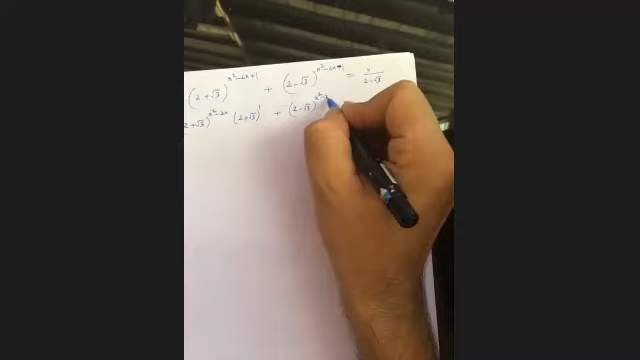 (2+√3)^{x²-2x+1} + (2-√3)^{x²-2x-1} = 4/(2-√3)
2+√3)^{x²-2x} (2+√3)^1 + (2-√3)^{x²-